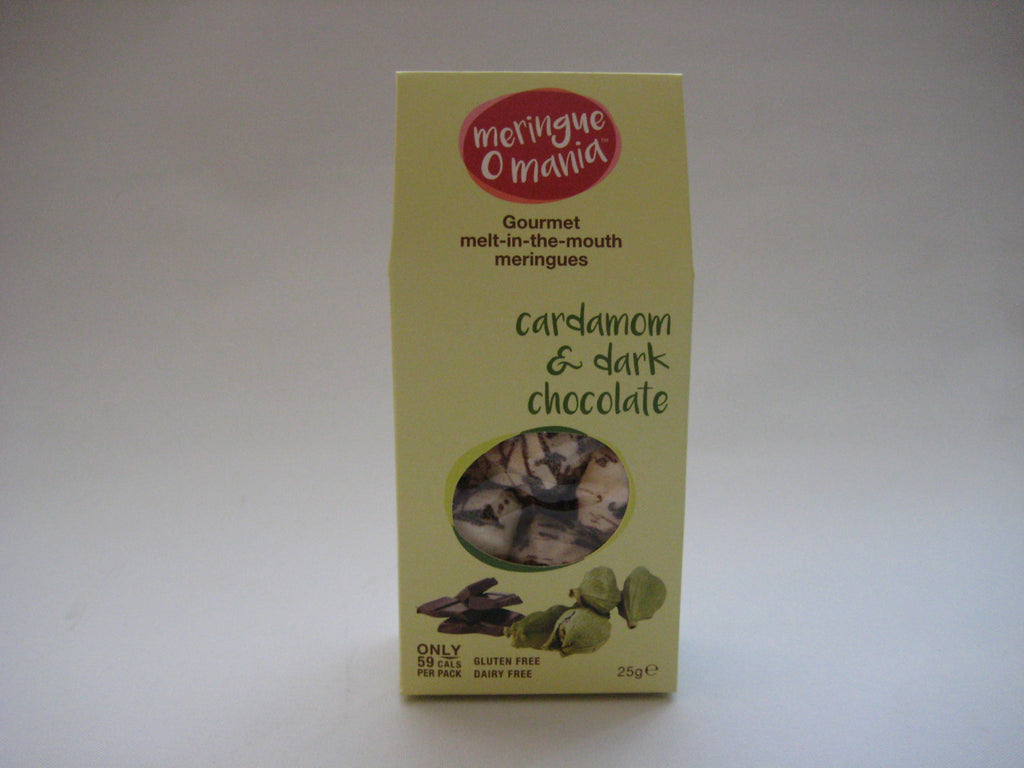 meringue
O mania™
Gourmet
melt-in-the-mouth
meringues
cardamom
& dark
chocolate
ONLY
59 CALS
PER PACK
GLUTEN FREE
DAIRY FREE
25g℮